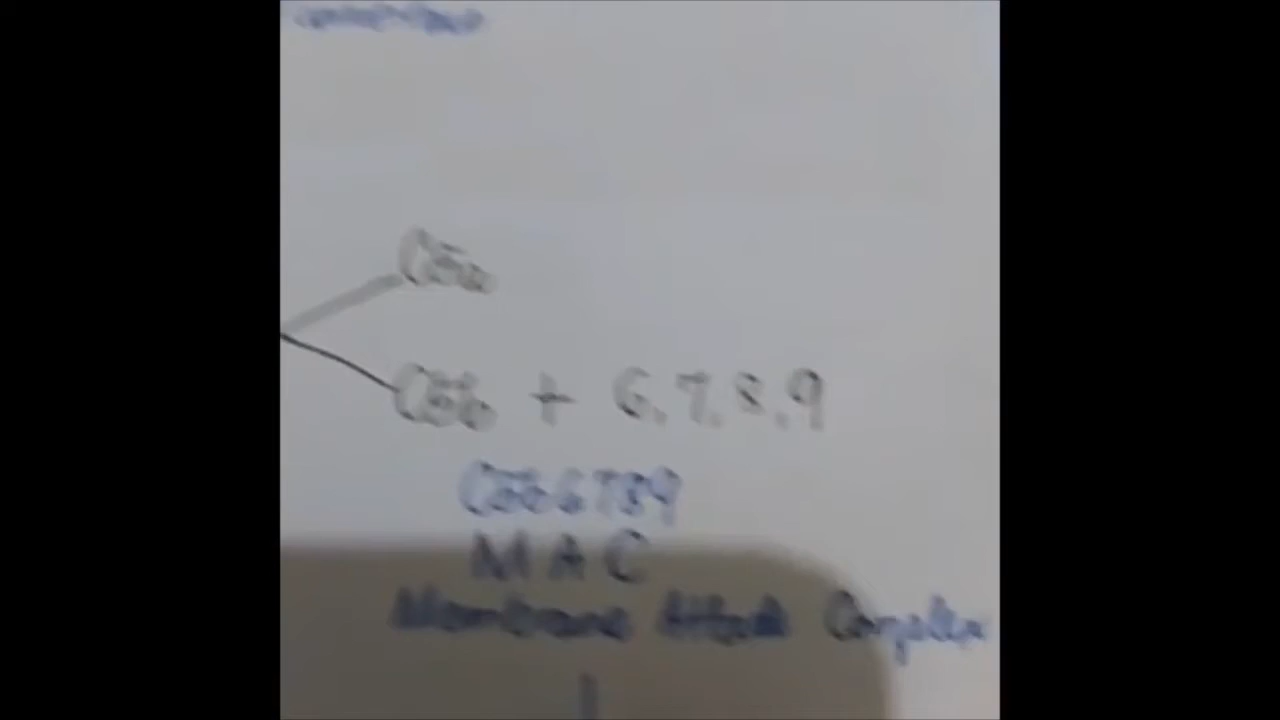 C5a
C5b + 6,7,8,9
C5b6789
MAC
Membrane Attack Complex